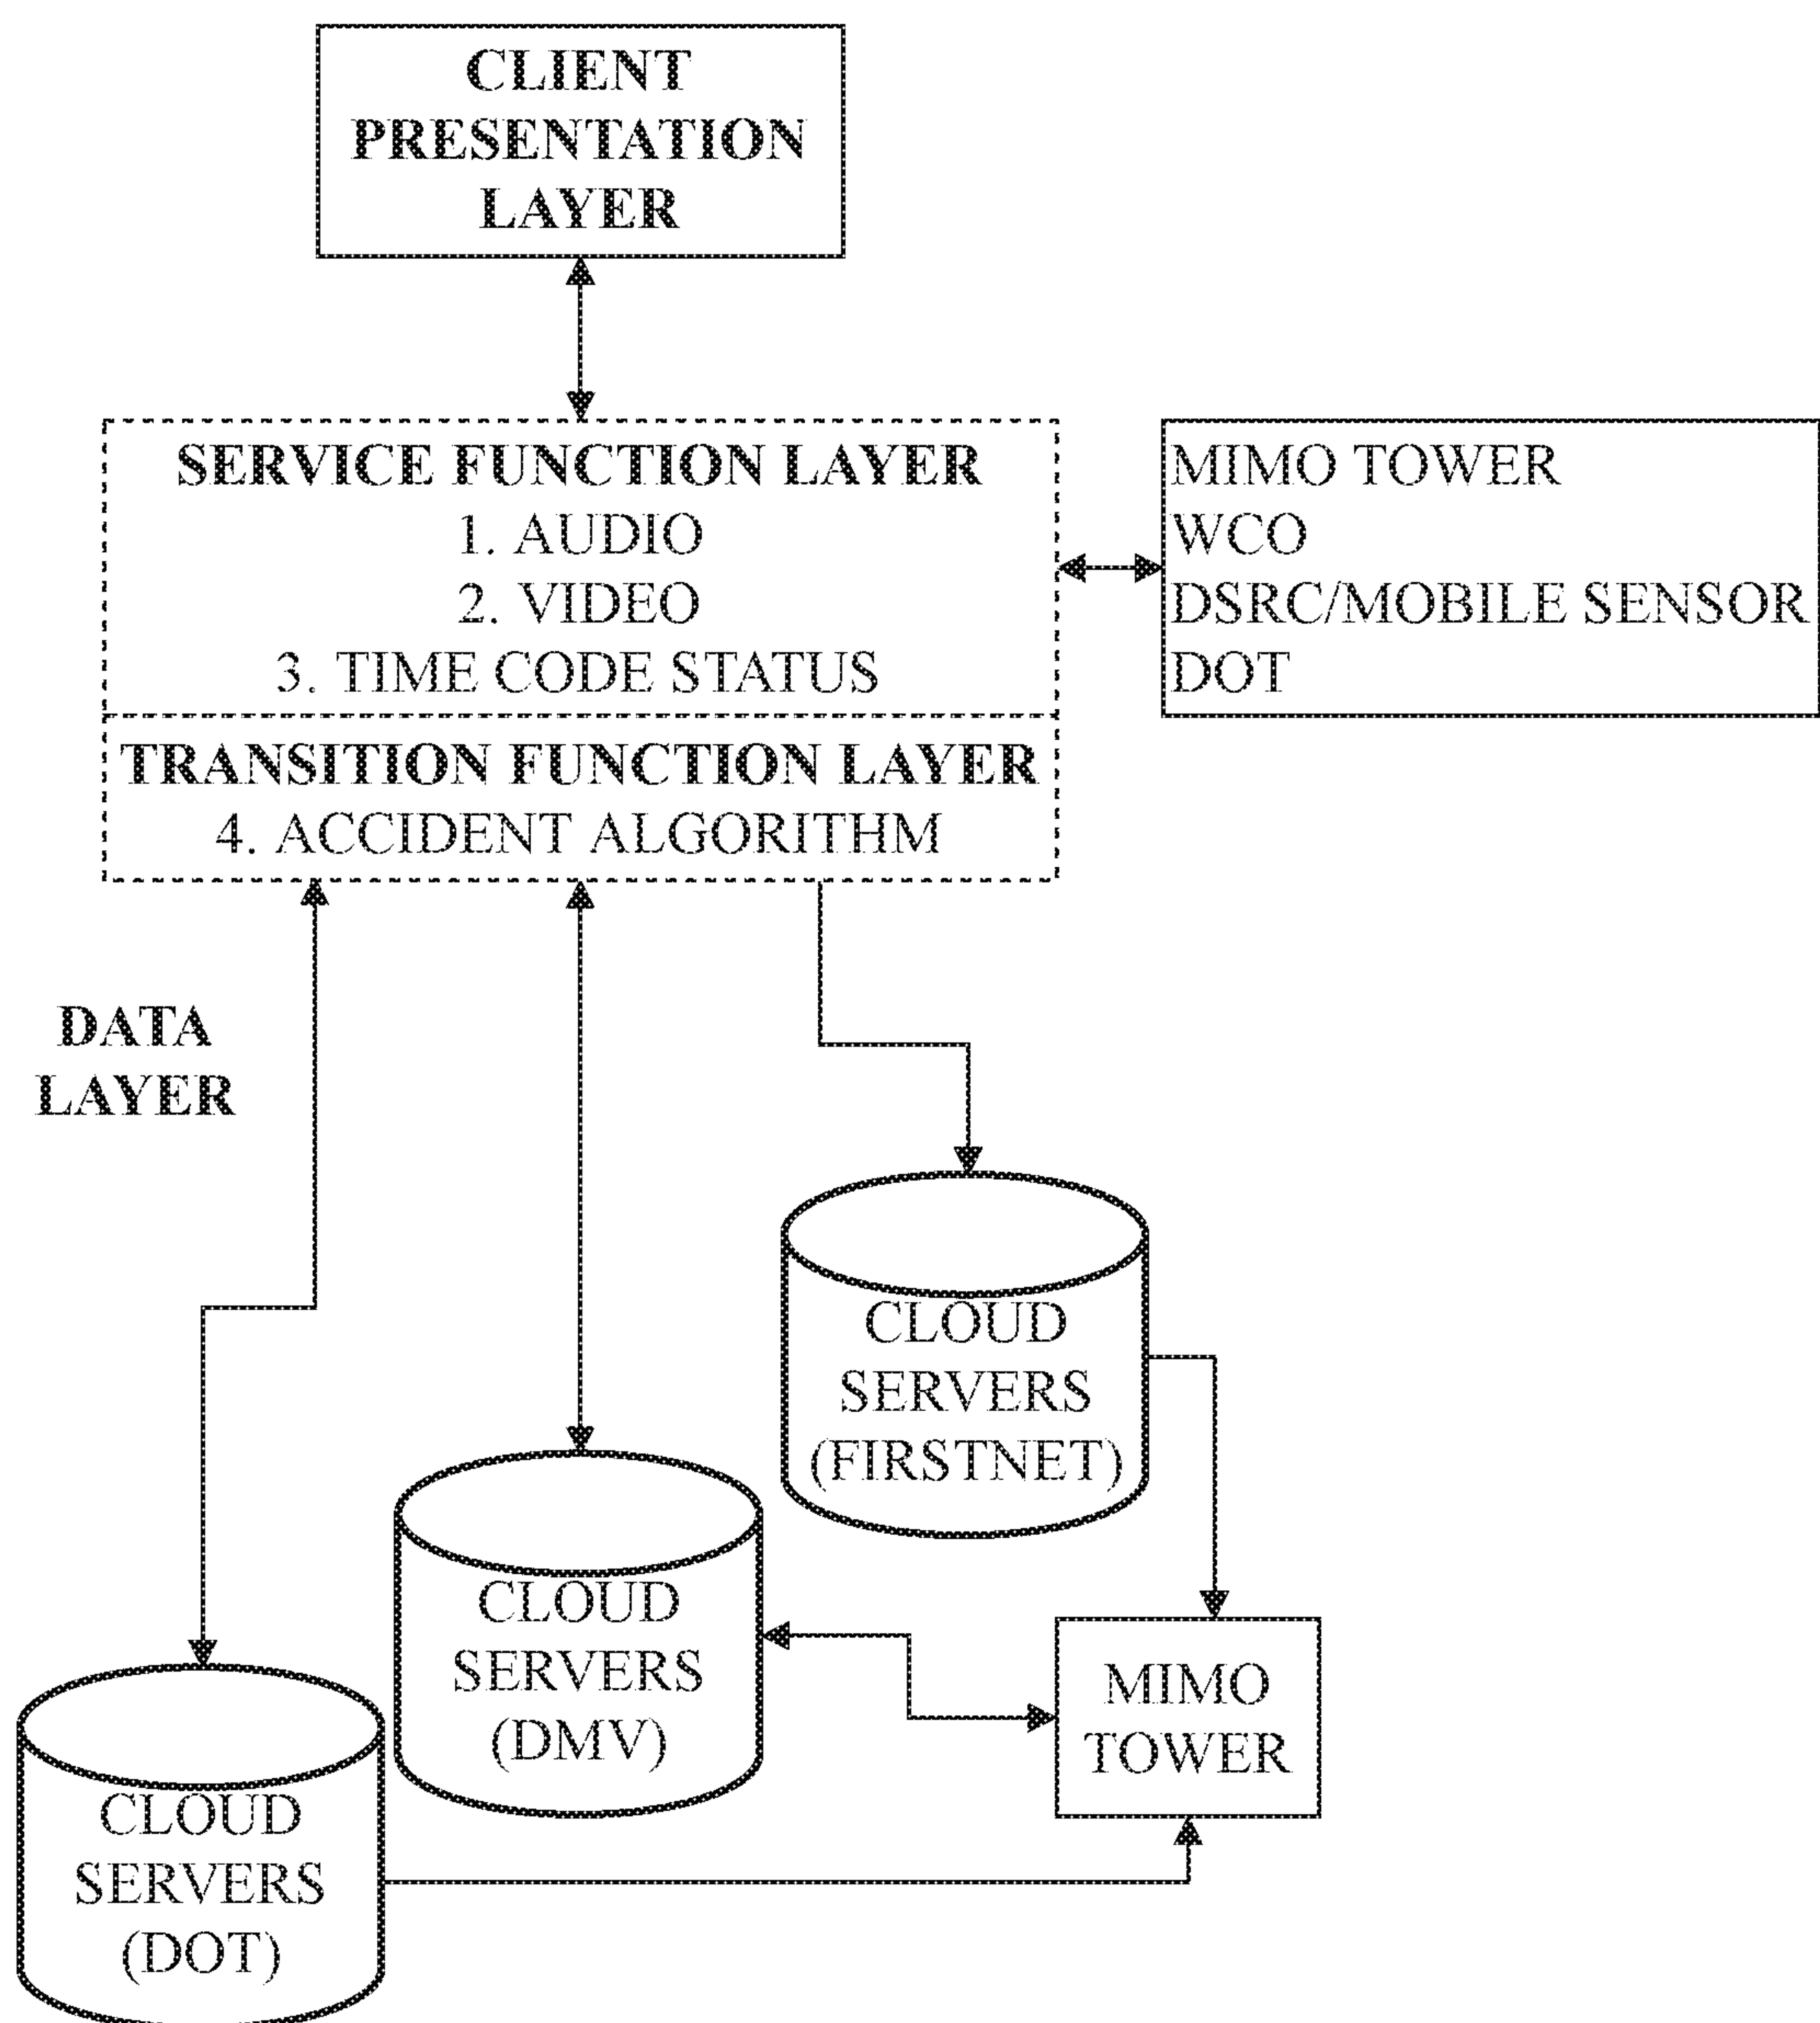 CLIENT
PRESENTATION
LAYER
SERVICE FUNCTION LAYER
1. AUDIO
2. VIDEO
3. TIME CODE STATUS
MIMO TOWER
WCO
DSRC/MOBILE SENSOR
DOT
TRANSITION FUNCTION LAYER
4. ACCIDENT ALGORITHM
DATA
LAYER
CLOUD
SERVERS
(FIRSTNET)
CLOUD
SERVERS
(DMV)
MIMO
TOWER
CLOUD
SERVERS
(DOT)